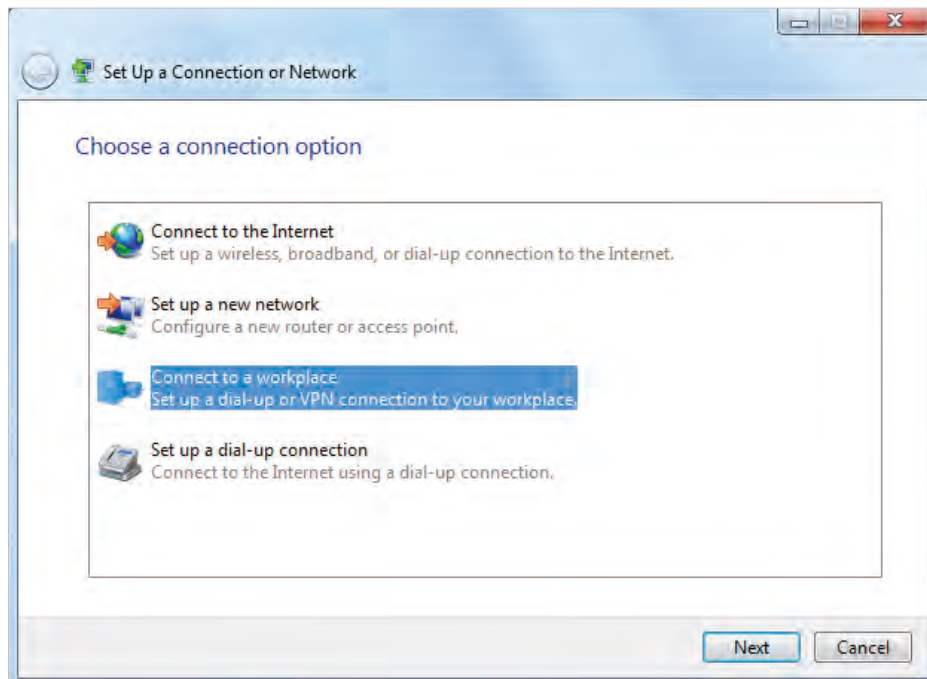 Set Up a Connection or Network
Choose a connection option
Connect to the Internet
Set up a wireless, broadband, or dial-up connection to the Internet.
Set up a new network
Configure a new router or access point.
Connect to a workplace
Set up a dial-up or VPN connection to your workplace.
Set up a dial-up connection
Connect to the Internet using a dial-up connection.
Next
Cancel